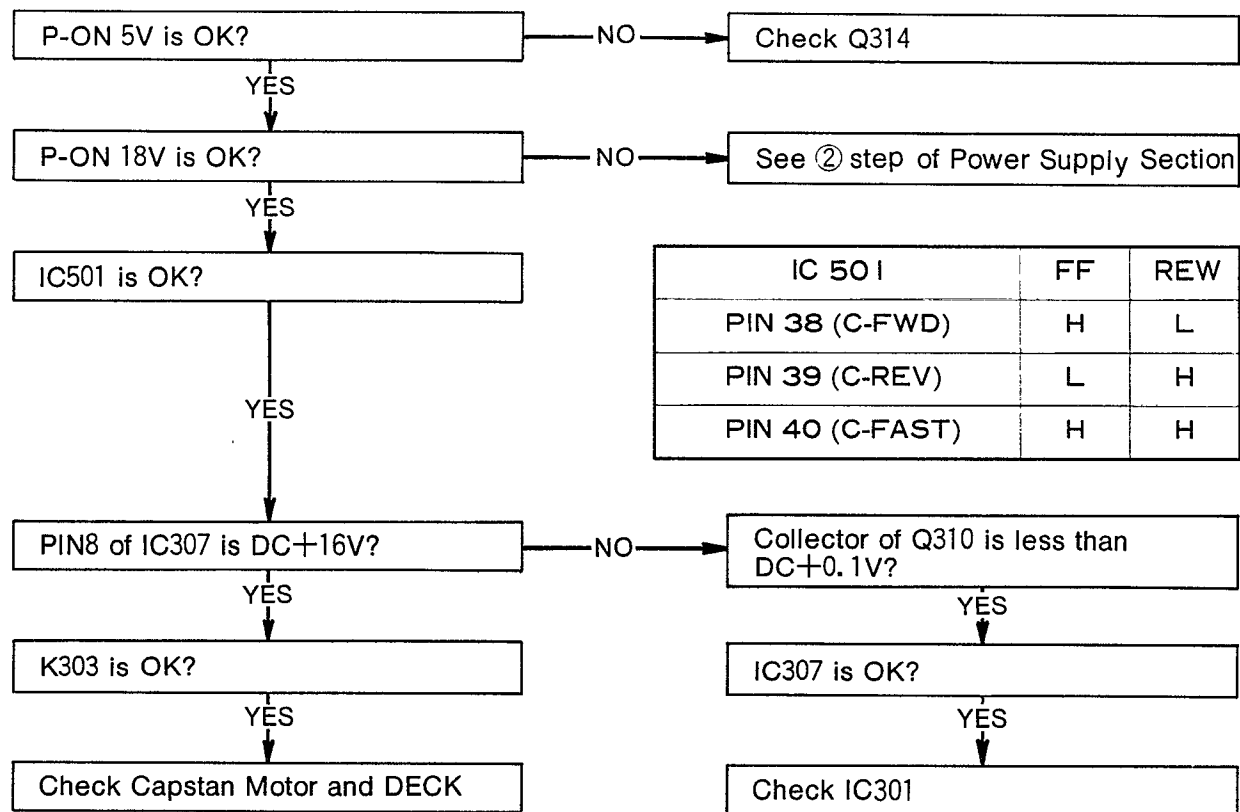 P-ON 5V is OK?
NO
Check Q314
YES
P-ON 18V is OK?
NO
See ② step of Power Supply Section
YES
IC501 is OK?
IC 501 FF REW
PIN 38 (C-FWD) H L
PIN 39 (C-REV) L H
PIN 40 (C-FAST) H H
YES
PIN8 of IC307 is DC+16V?
NO
Collector of Q310 is less than
DC+0.1V?
YES
YES
K303 is OK?
IC307 is OK?
YES
YES
Check Capstan Motor and DECK
Check IC301